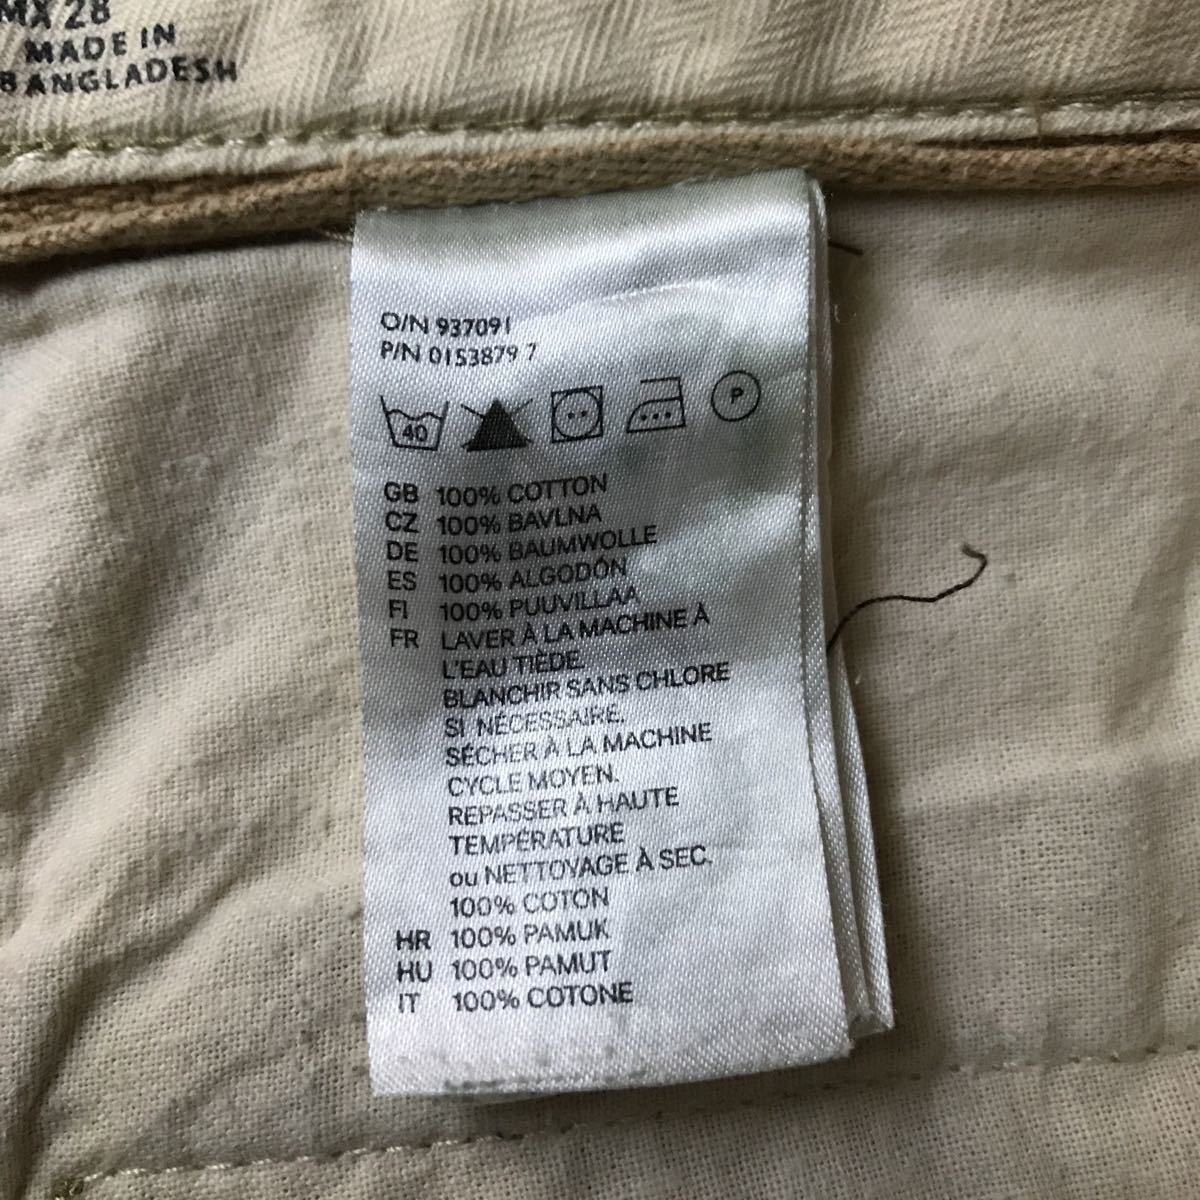 MX 28
MADE IN
BANGLADESH
O/N 937091
P/N 0153879 7
40
P
GB 100% COTTON
CZ 100% BAVLNA
DE 100% BAUMWOLLE
ES 100% ALGODÓN
FI 100% PUUVILLAA
FR LAVER À LA MACHINE À
L'EAU TIÈDE.
BLANCHIR SANS CHLORE
SI NÉCESSAIRE.
SÉCHER À LA MACHINE
CYCLE MOYEN.
REPASSER À HAUTE
TEMPÉRATURE
ou NETTOYAGE À SEC.
100% COTON
HR 100% PAMUK
HU 100% PAMUT
IT 100% COTONE